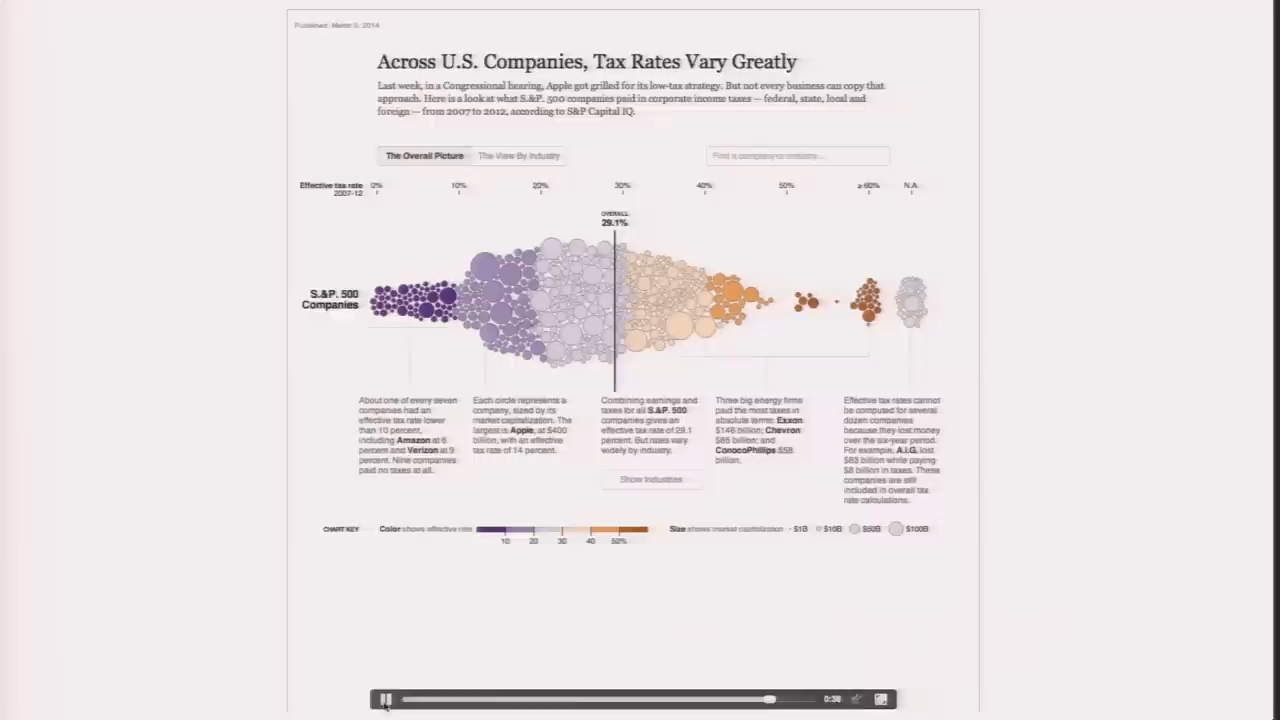 Published: March 5, 2014
Across U.S. Companies, Tax Rates Vary Greatly
Last week, in a Congressional hearing, Apple got grilled for its low-tax strategy. But not every business can copy that
approach. Here is a look at what S.&P. 500 companies paid in corporate income taxes — federal, state, local and
foreign — from 2007 to 2012, according to S&P Capital IQ.
The Overall Picture
The View By Industry
Find a company or industry...
Effective tax rate
2007-12
0%
10%
20%
30%
40%
50%
N.A.
OVERALL
29.1%
S.&P. 500
Companies
About one of every seven
companies had an
effective tax rate lower
than 10 percent,
including Amazon at 6
percent and Verizon at 9
percent. Nine companies
paid no taxes at all.
Each circle represents a
company, sized by its
market capitalization. The
largest is Apple, at $400
billion, with an effective
tax rate of 14 percent.
Combining earnings and
taxes for all S.&P. 500
companies gives an
effective tax rate of 29.1
percent. But rates vary
widely by industry.
Show Industries
Three big energy firms
paid the most taxes in
absolute terms: Exxon
$146 billion; Chevron
$85 billion; and
ConocoPhillips $58
billion.
Effective tax rates cannot
be computed for several
dozen companies
because they lost money
over the six-year period.
For example, A.I.G. lost
$83 billion while paying
$8 billion in taxes. These
companies are still
included in overall tax
rate calculations.
CHART KEY
Color shows effective rate
10
20
30
40
50%
Size shows market capitalization
$1B
$10B
$50B
$100B
0:38